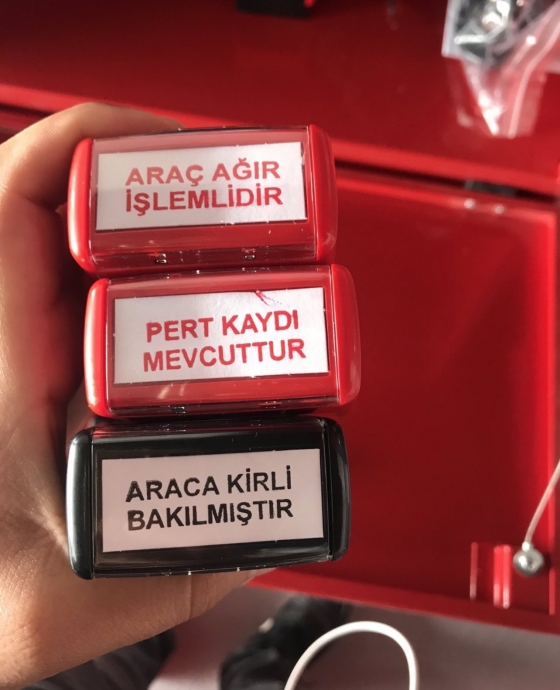 ARAÇ AĞIR
İŞLEMLİDİR
PERT KAYDI
MEVCUTTUR
ARACA KİRLİ
BAKILMIŞTIR